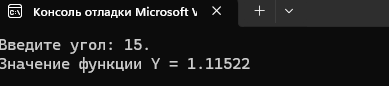 Консоль отладки Microsoft V
Введите угол: 15.
Значение функции Y = 1.11522